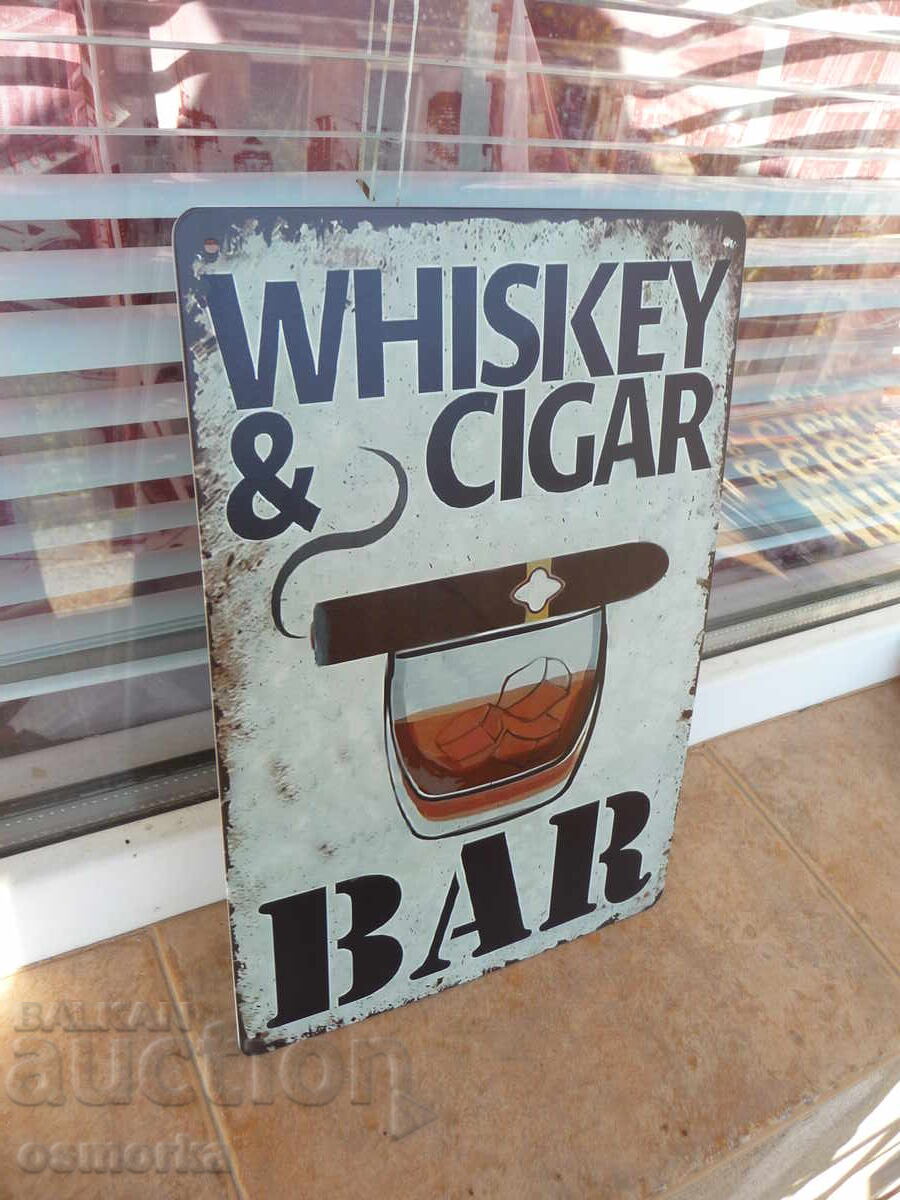 WHISKEY
& CIGAR
BAR
BALKAN
auction
osmorka